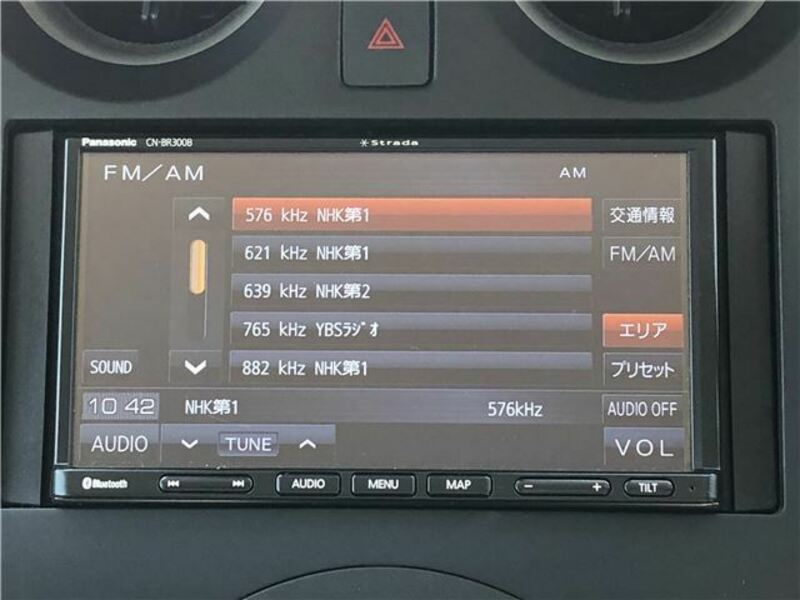 Panasonic CN-BR300B Strada
FM/AM AM
576 kHz NHK第1 交通情報
621 kHz NHK第1 FM/AM
639 kHz NHK第2
765 kHz YBSラジオ エリア
SOUND 882 kHz NHK第1 プリセット
10 42 NHK第1 576kHz AUDIO OFF
AUDIO TUNE VOL
Bluetooth AUDIO MENU MAP − + TILT